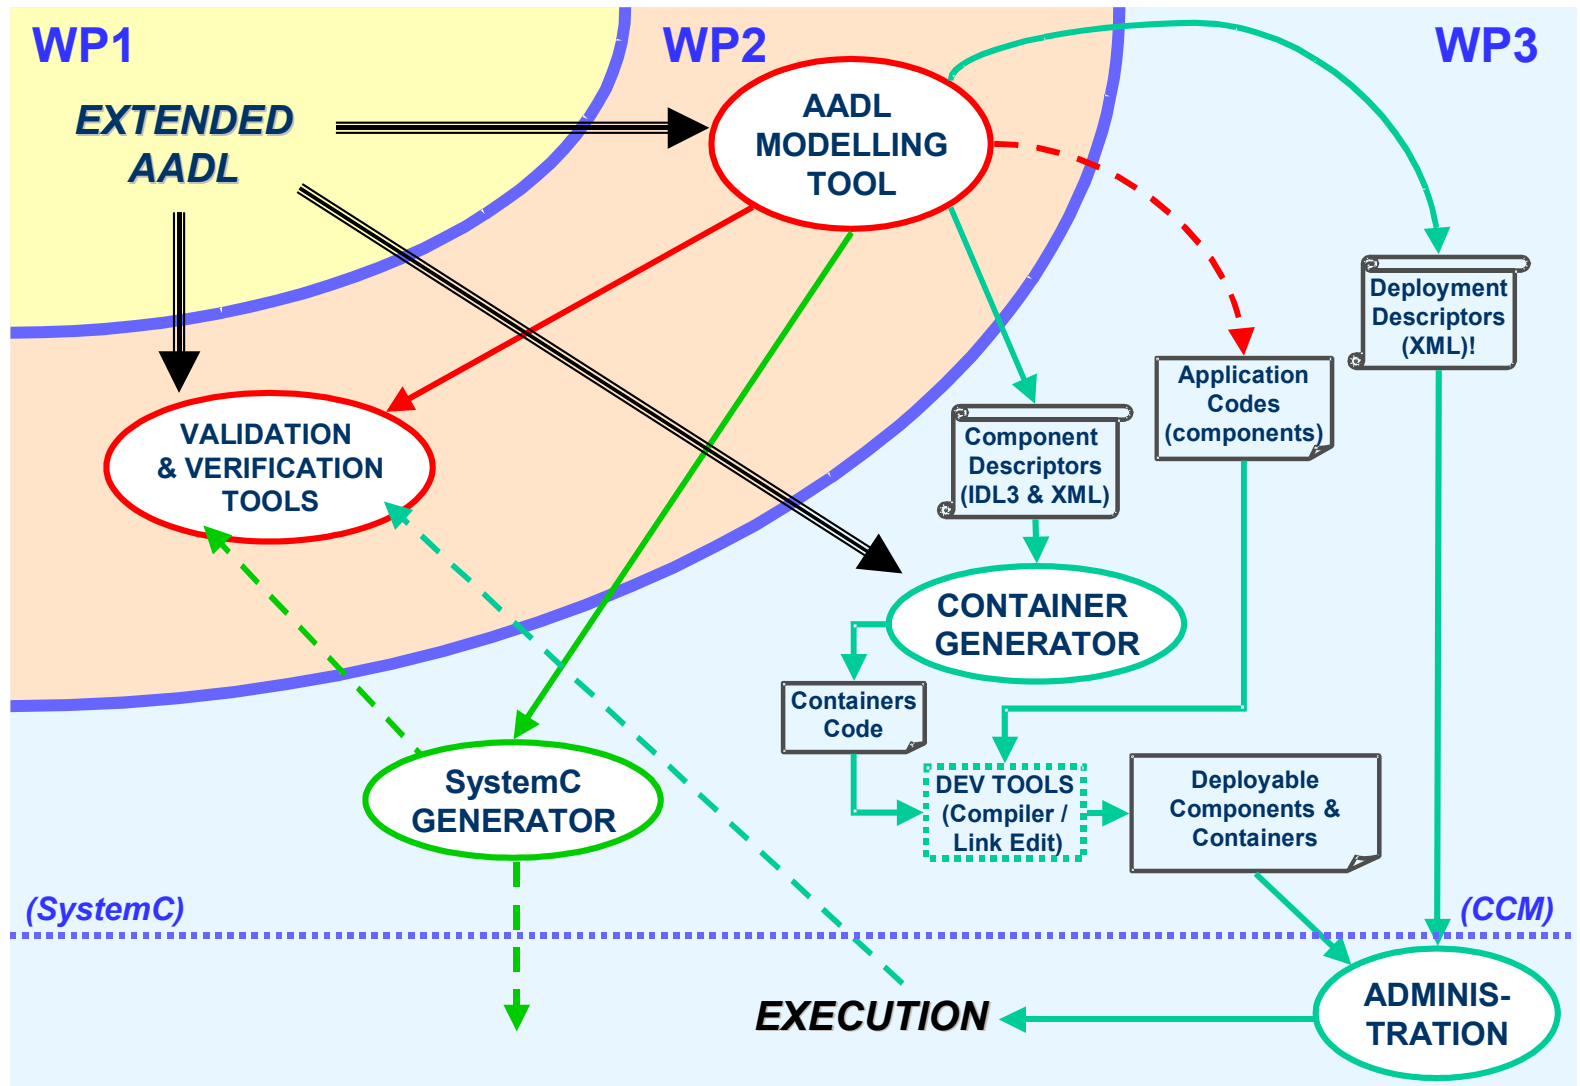 WP1
WP2
WP3
EXTENDED
AADL
AADL
MODELLING
TOOL
Deployment
Descriptors
(XML)!
Application
Codes
(components)
Component
Descriptors
(IDL3 & XML)
VALIDATION
& VERIFICATION
TOOLS
CONTAINER
GENERATOR
Containers
Code
SystemC
GENERATOR
DEV TOOLS
(Compiler /
Link Edit)
Deployable
Components &
Containers
(SystemC)
(CCM)
EXECUTION
ADMINIS-
TRATION